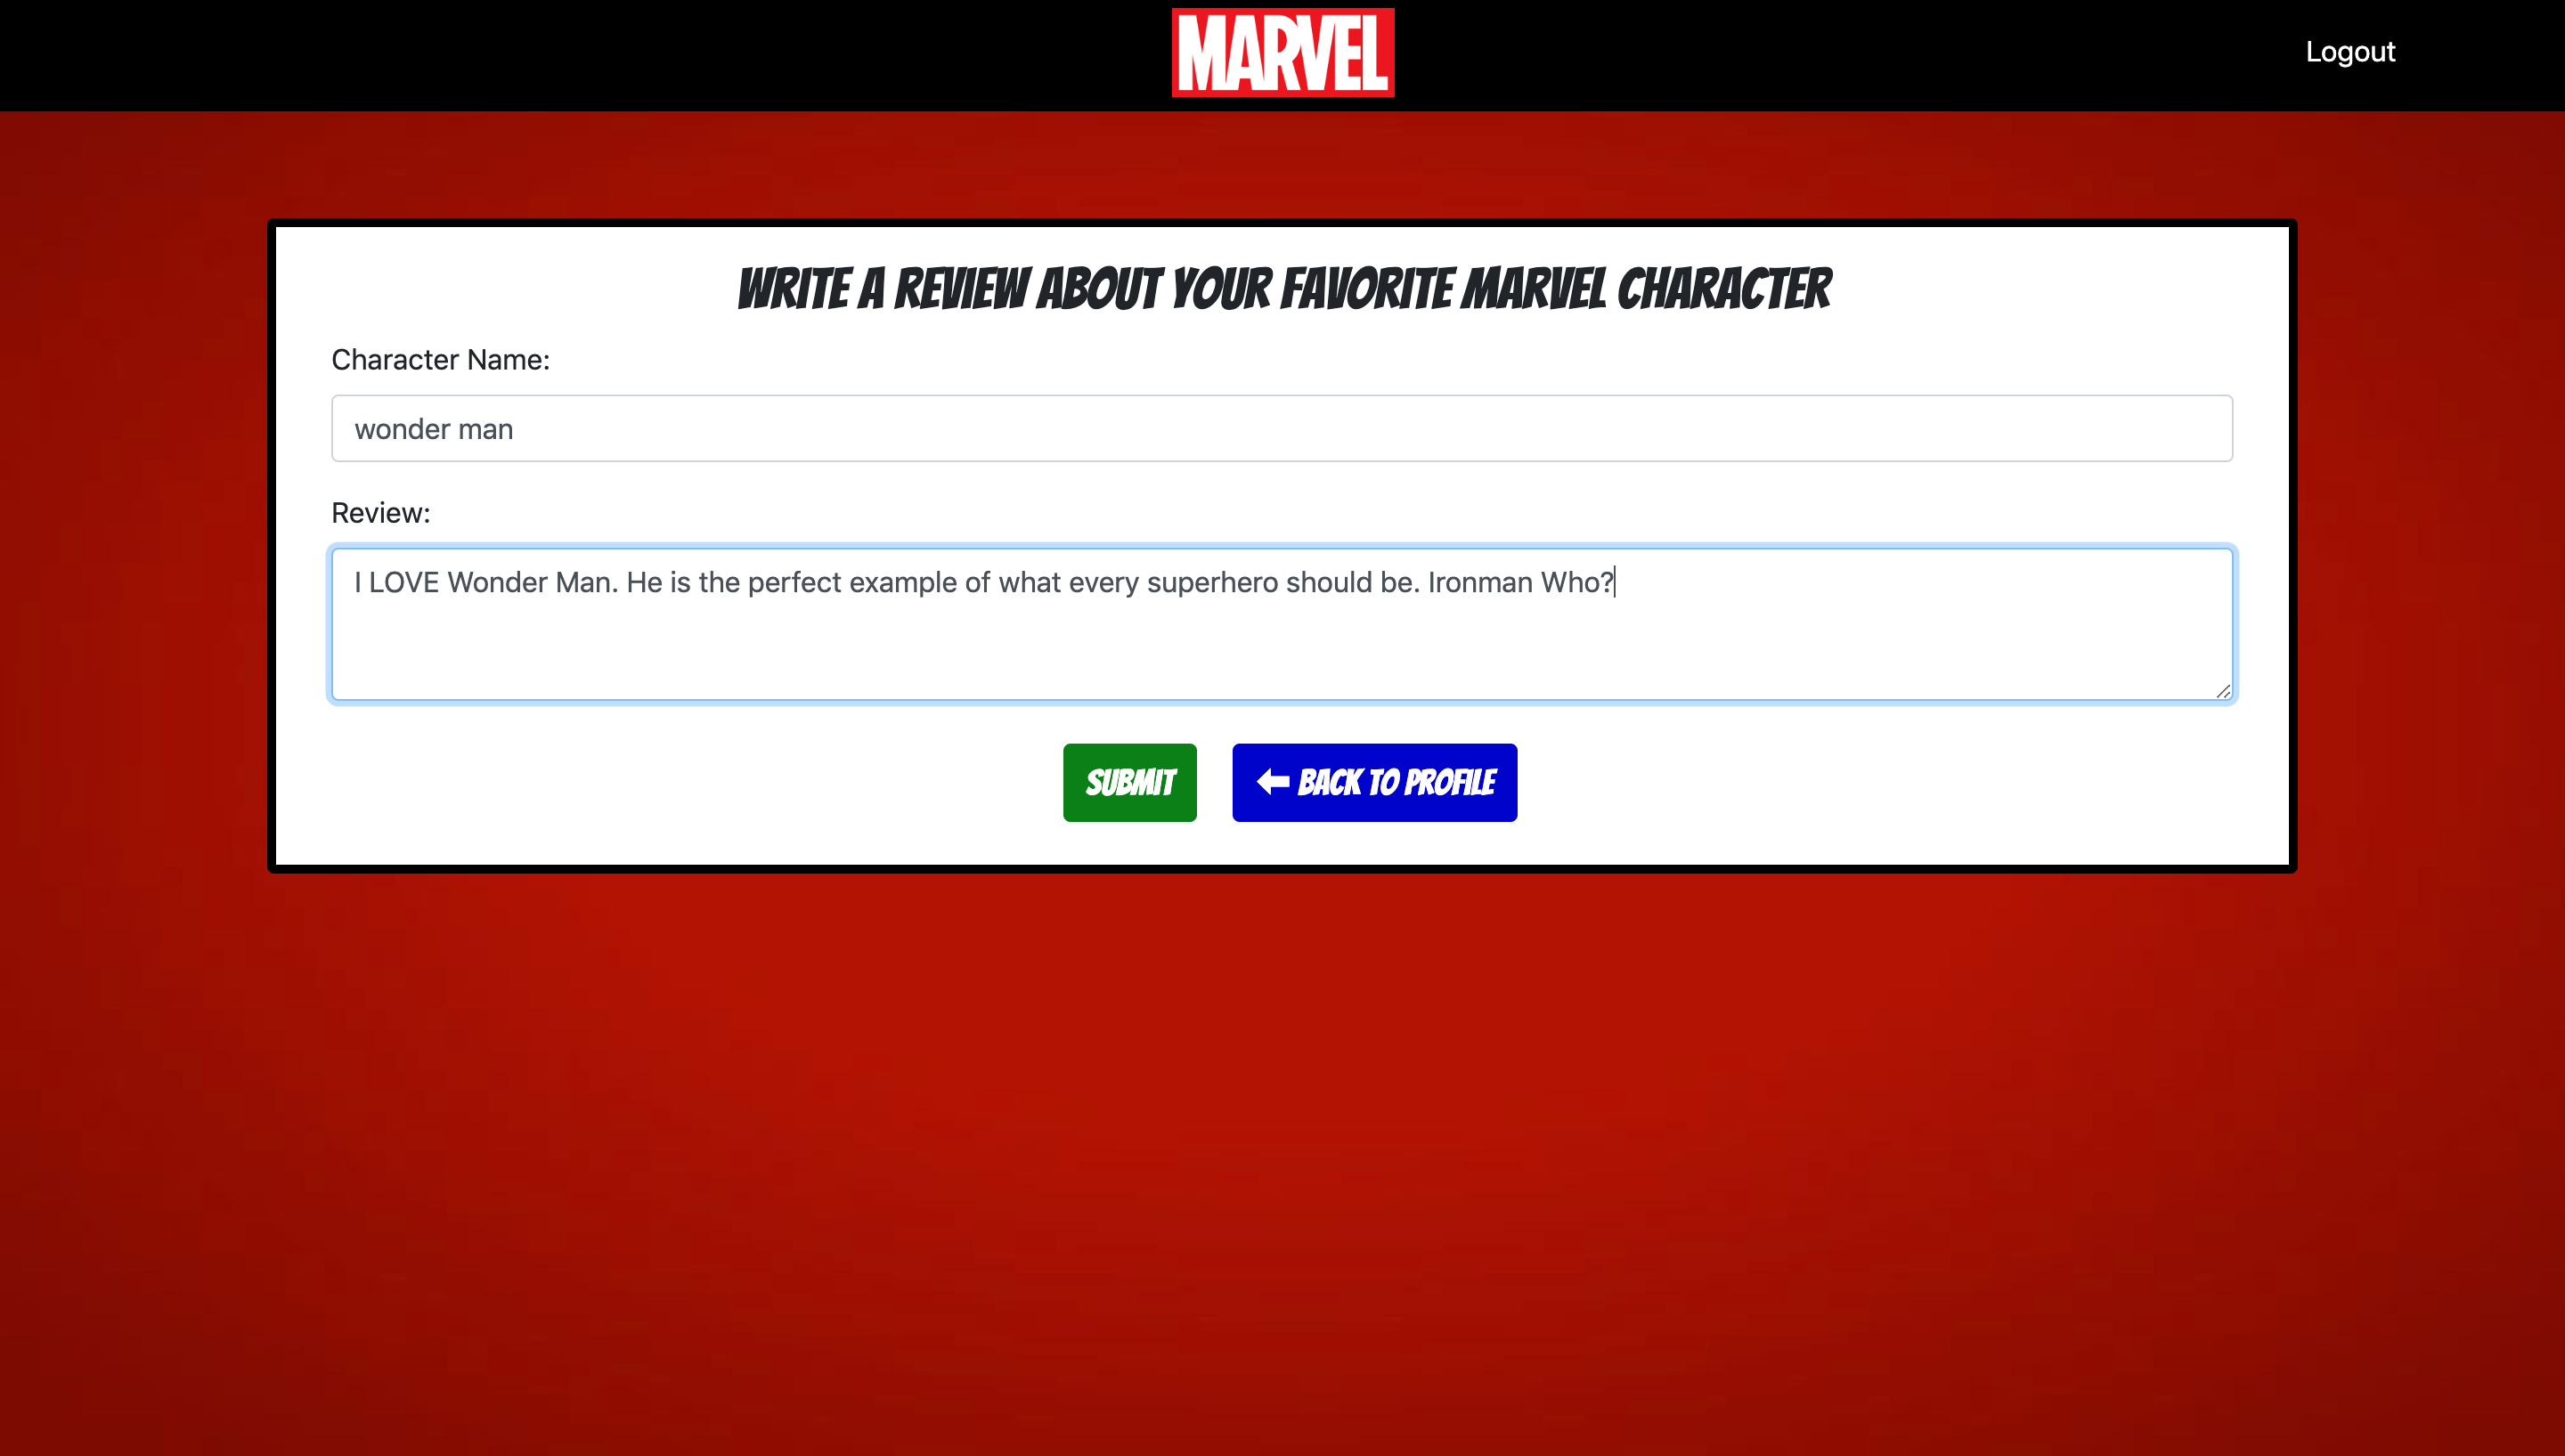 MARVEL
Logout
WRITE A REVIEW ABOUT YOUR FAVORITE MARVEL CHARACTER
Character Name:
wonder man
Review:
I LOVE Wonder Man. He is the perfect example of what every superhero should be. Ironman Who?
SUBMIT
BACK TO PROFILE